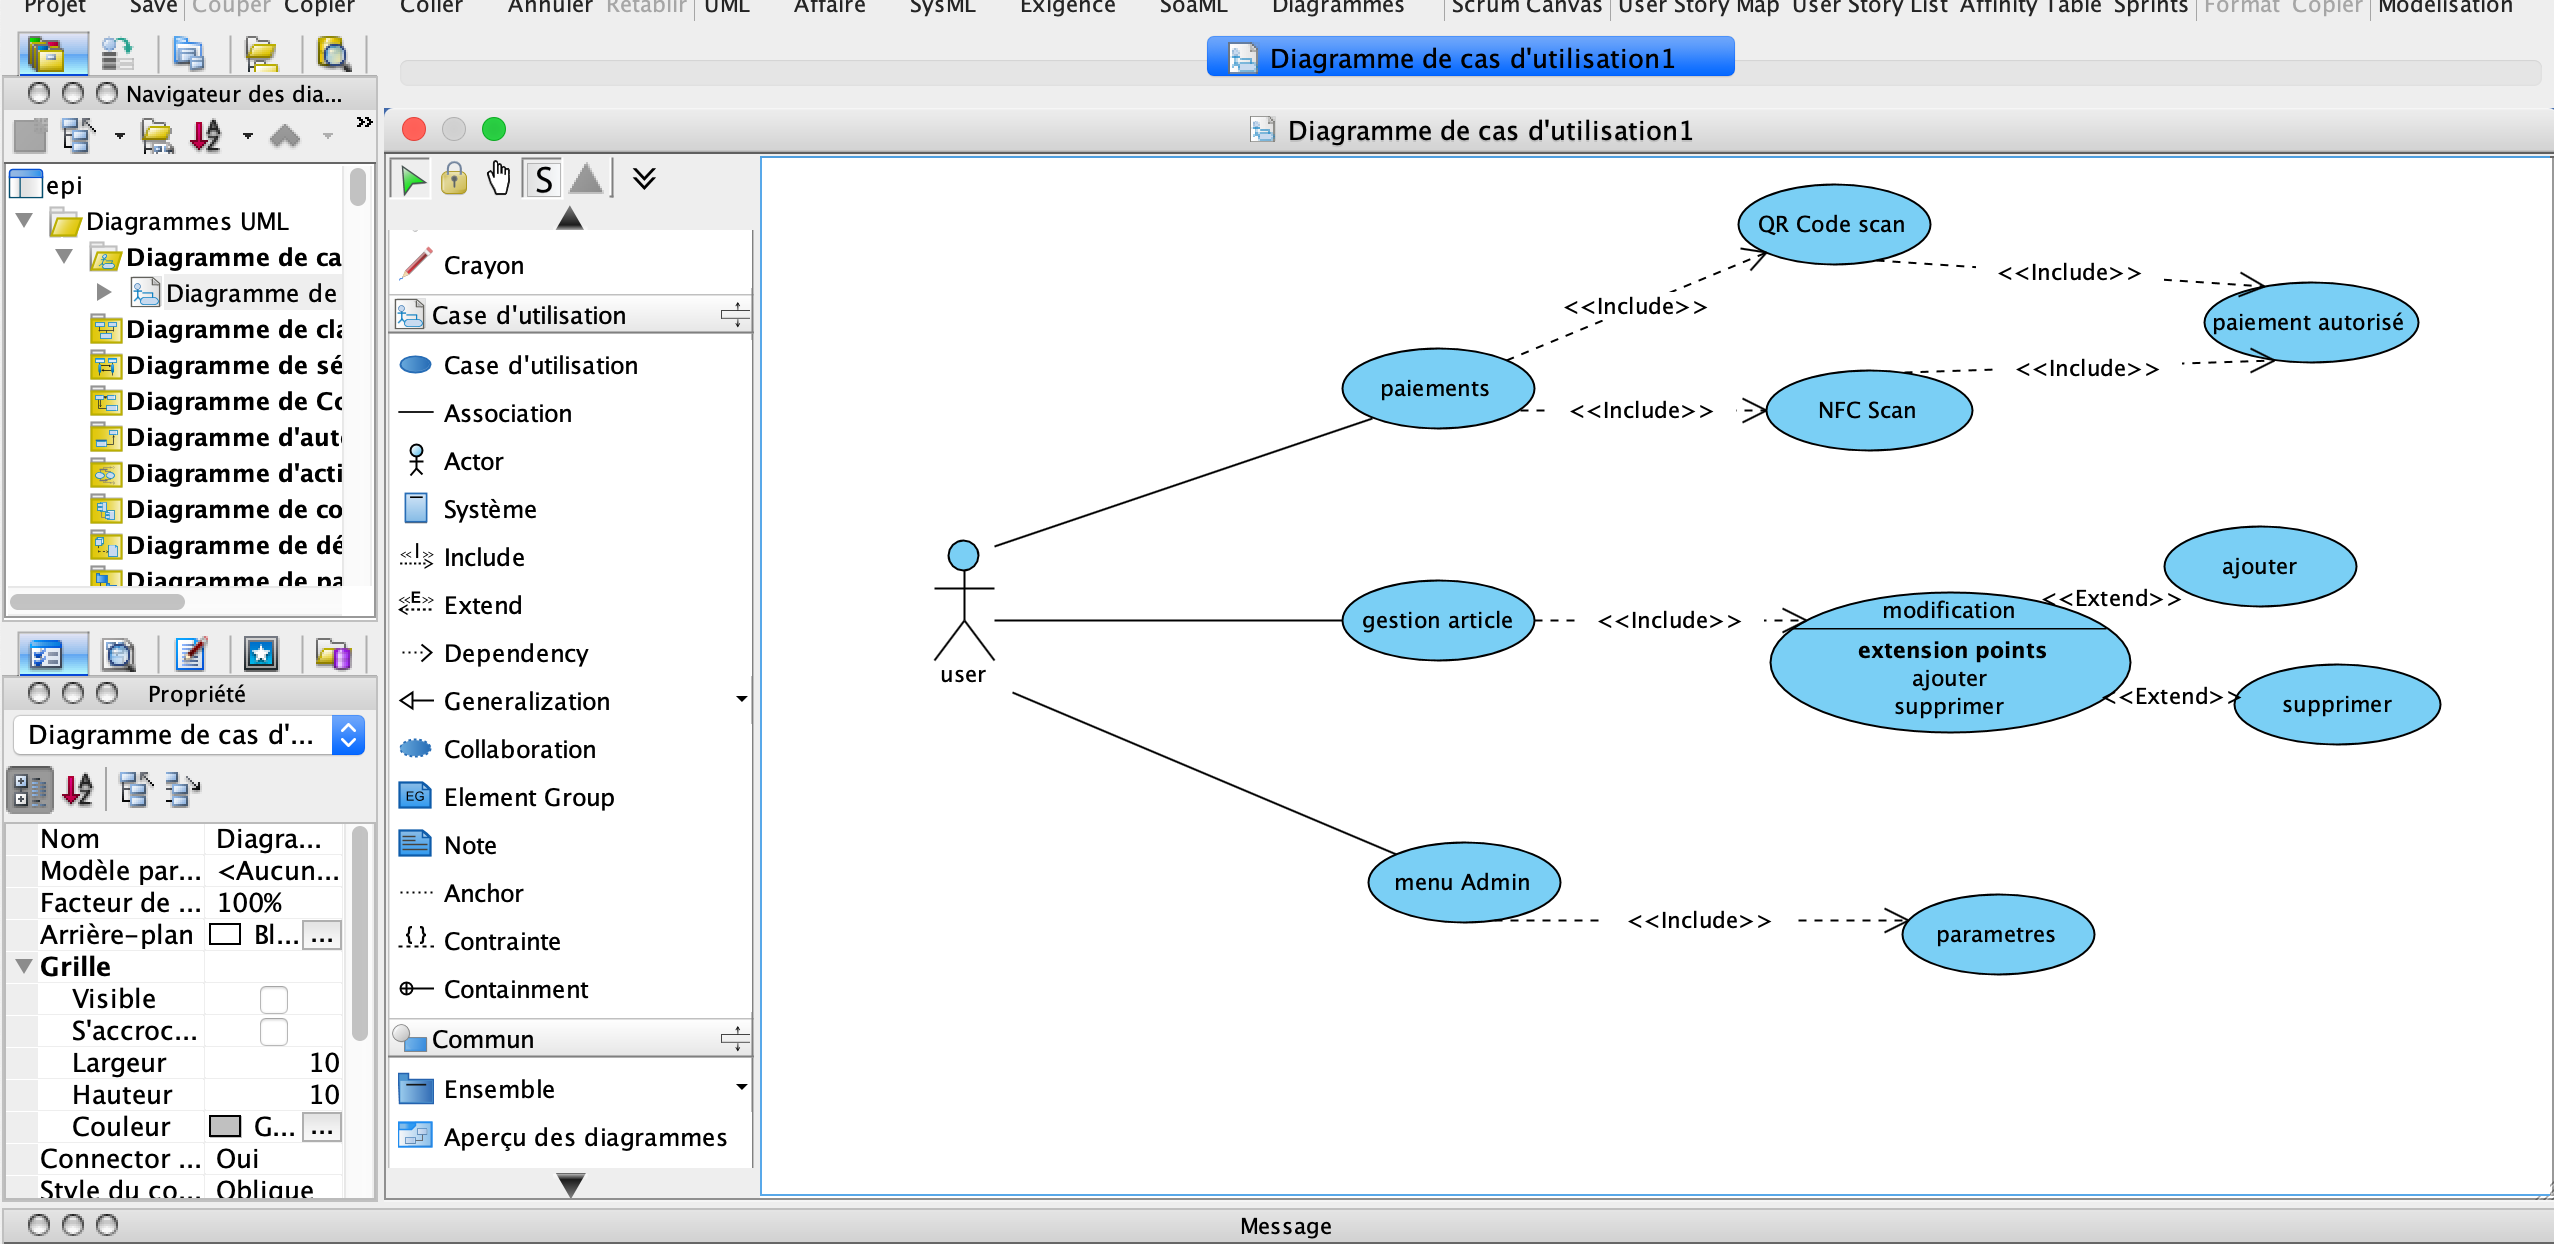 Projet Save Couper Copier Coller Annuler Rétablir UML Affaire SysML Exigence SoaML Diagrammes Scrum Canvas User Story Map User Story List Affinity Table Sprints Format Copier Modélisation
Diagramme de cas d'utilisation1
Navigateur des dia...
Diagramme de cas d'utilisation1
epi
Diagrammes UML
Diagramme de ca
Diagramme de
Diagramme de cla
Diagramme de sé
Diagramme de Co
Diagramme d'aut
Diagramme d'acti
Diagramme de co
Diagramme de dé
Diagramme de pa
Propriété
Diagramme de cas d'...
Nom Diagra...
Modèle par... <Aucun...
Facteur de ... 100%
Arrière-plan Bl... ...
Grille
Visible
S'accroc...
Largeur 10
Hauteur 10
Couleur G... ...
Connector ... Oui
Style du co... Oblique
S
Crayon
Case d'utilisation
Case d'utilisation
Association
Actor
Système
<<I>> Include
<<E>> Extend
Dependency
Generalization
Collaboration
EG Element Group
Note
Anchor
{} Contrainte
Containment
Commun
Ensemble
Aperçu des diagrammes
QR Code scan
<<Include>>
<<Include>>
paiement autorisé
paiements
<<Include>>
NFC Scan
<<Include>>
user
gestion article
<<Include>>
modification
extension points
ajouter
supprimer
<<Extend>>
ajouter
<<Extend>>
supprimer
menu Admin
<<Include>>
parametres
Message